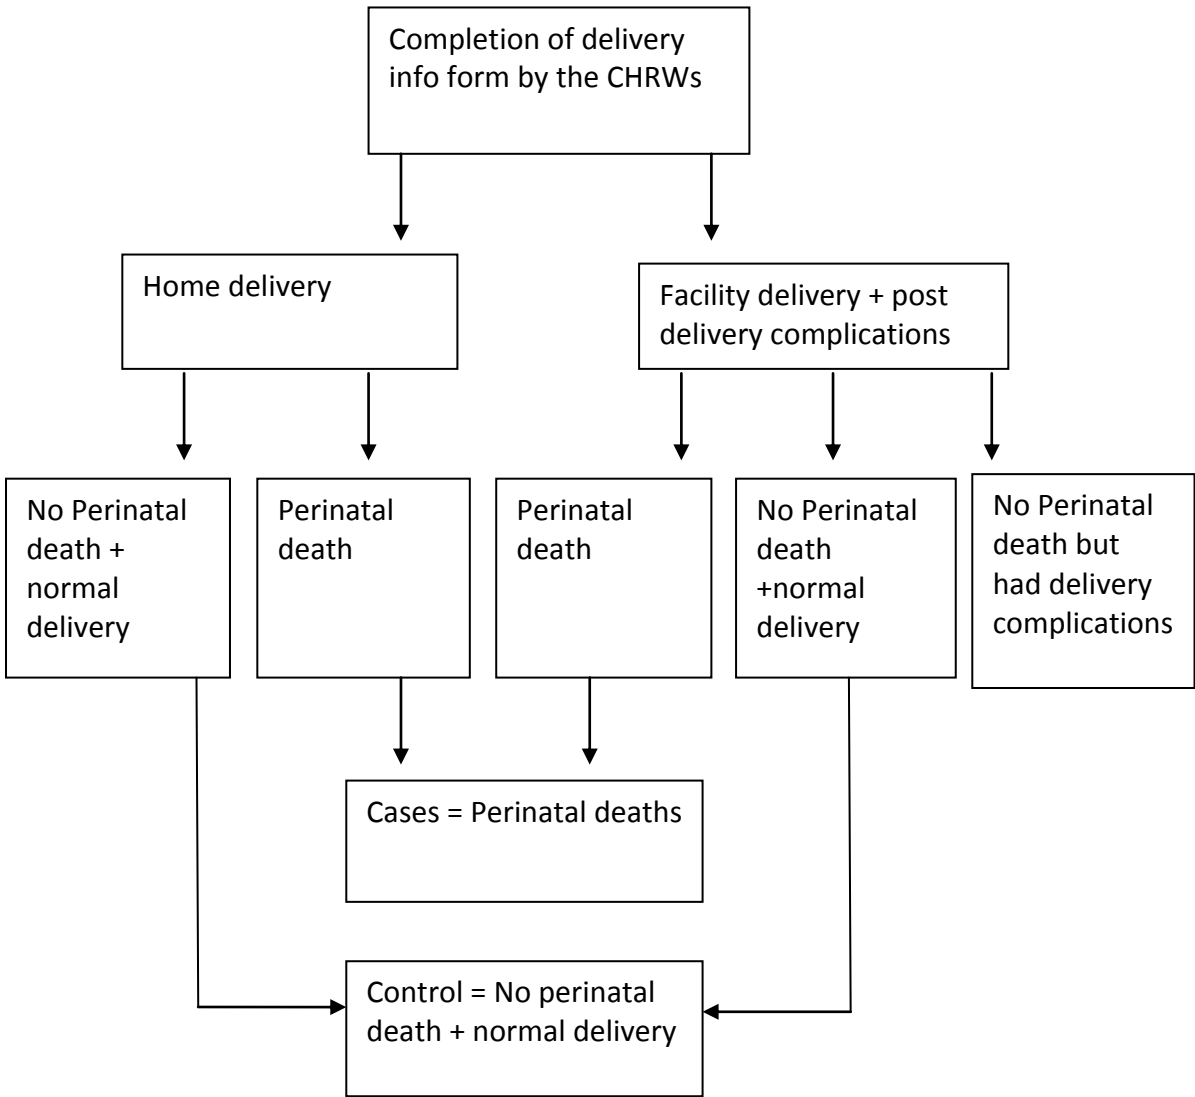 Completion of delivery
info form by the CHRWs
Home delivery
Facility delivery + post
delivery complications
No Perinatal
death +
normal
delivery
Perinatal
death
Perinatal
death
No Perinatal
death
+normal
delivery
No Perinatal
death but
had delivery
complications
Cases = Perinatal deaths
Control = No perinatal
death + normal delivery